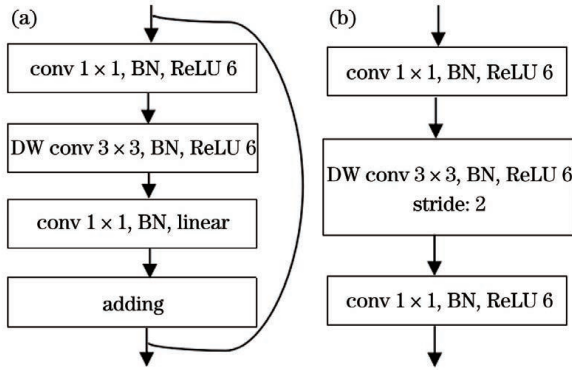 (a)
conv 1 × 1, BN, ReLU 6
DW conv 3 × 3, BN, ReLU 6
conv 1 × 1, BN, linear
adding
(b)
conv 1 × 1, BN, ReLU 6
DW conv 3 × 3, BN, ReLU 6
stride: 2
conv 1 × 1, BN, ReLU 6